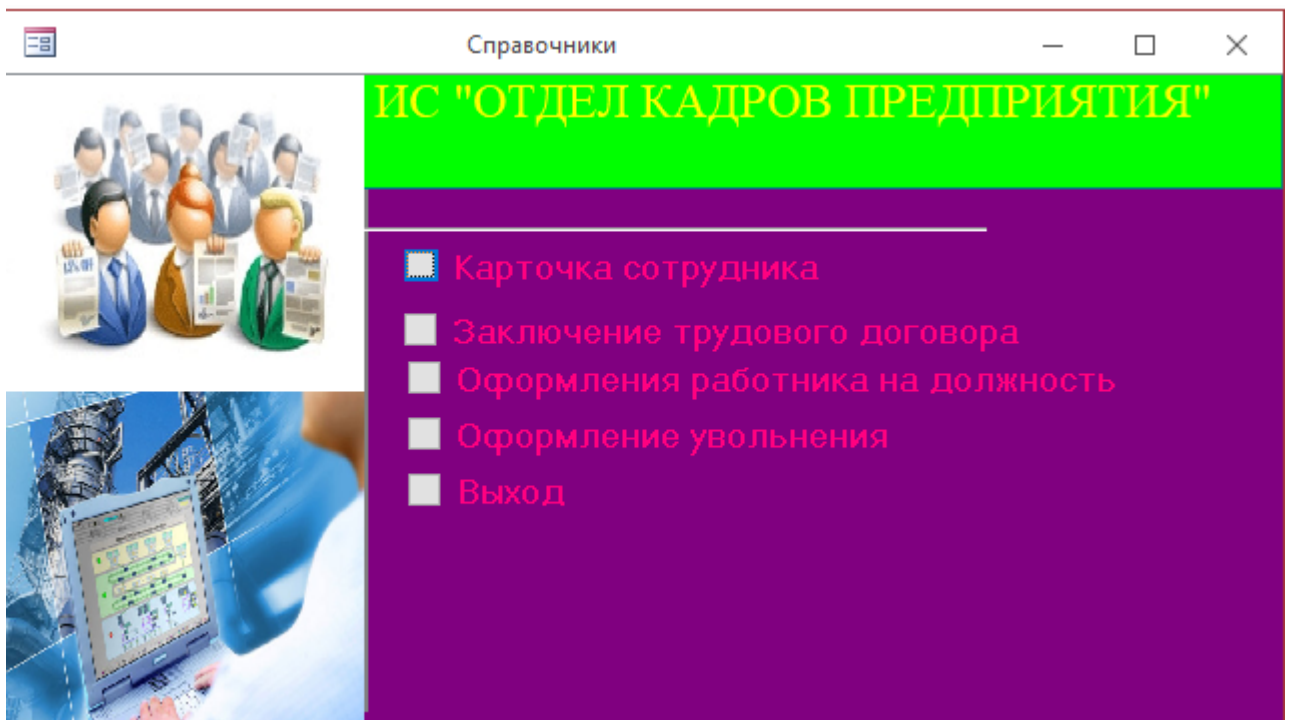 Справочники
ИС "ОТДЕЛ КАДРОВ ПРЕДПРИЯТИЯ"
Карточка сотрудника
Заключение трудового договора
Оформления работника на должность
Оформление увольнения
Выход